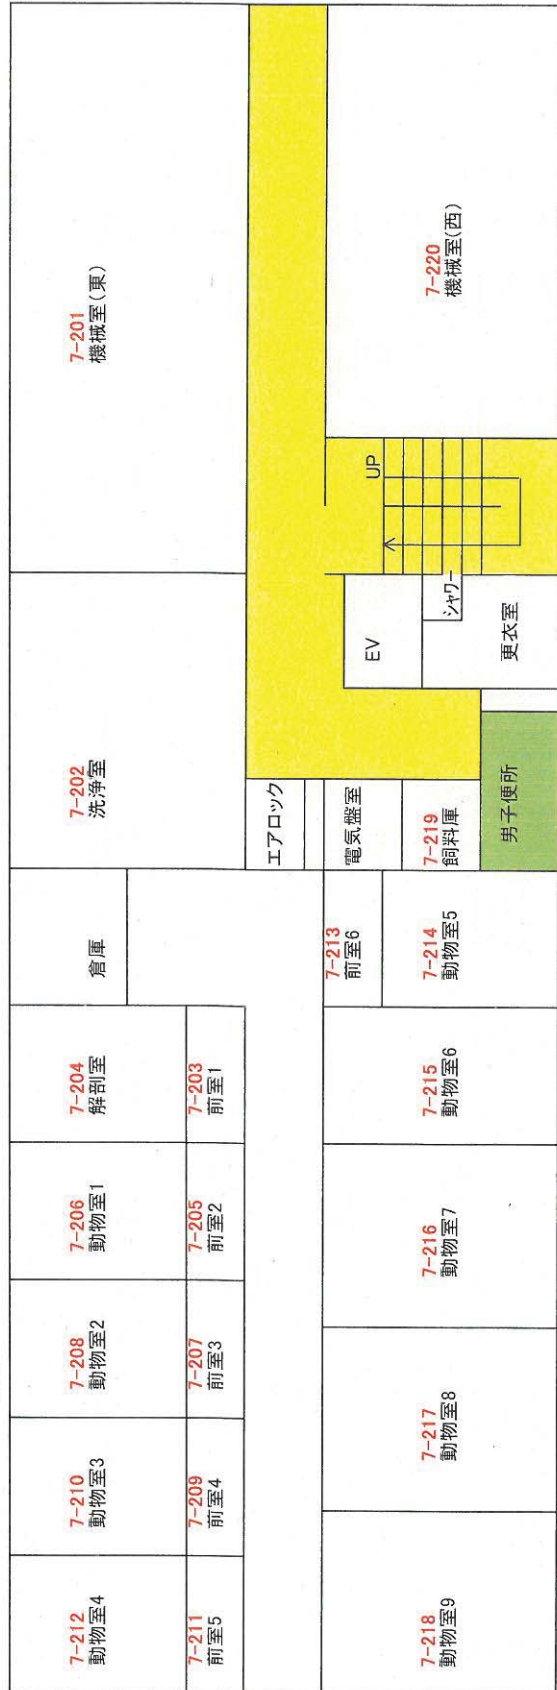 7-212
動物室4
7-210
動物室3
7-208
動物室2
7-206
動物室1
7-204
解剖室
倉庫
7-202
洗浄室
7-201
機械室(東)
7-211
前室5
7-209
前室4
7-207
前室3
7-205
前室2
7-203
前室1
エアロック
7-218
動物室9
7-217
動物室8
7-216
動物室7
7-215
動物室6
7-213
前室6
7-214
動物室5
電気盤室
7-219
飼料庫
男子便所
EV
シャワー
更衣室
UP
7-220
機械室(西)